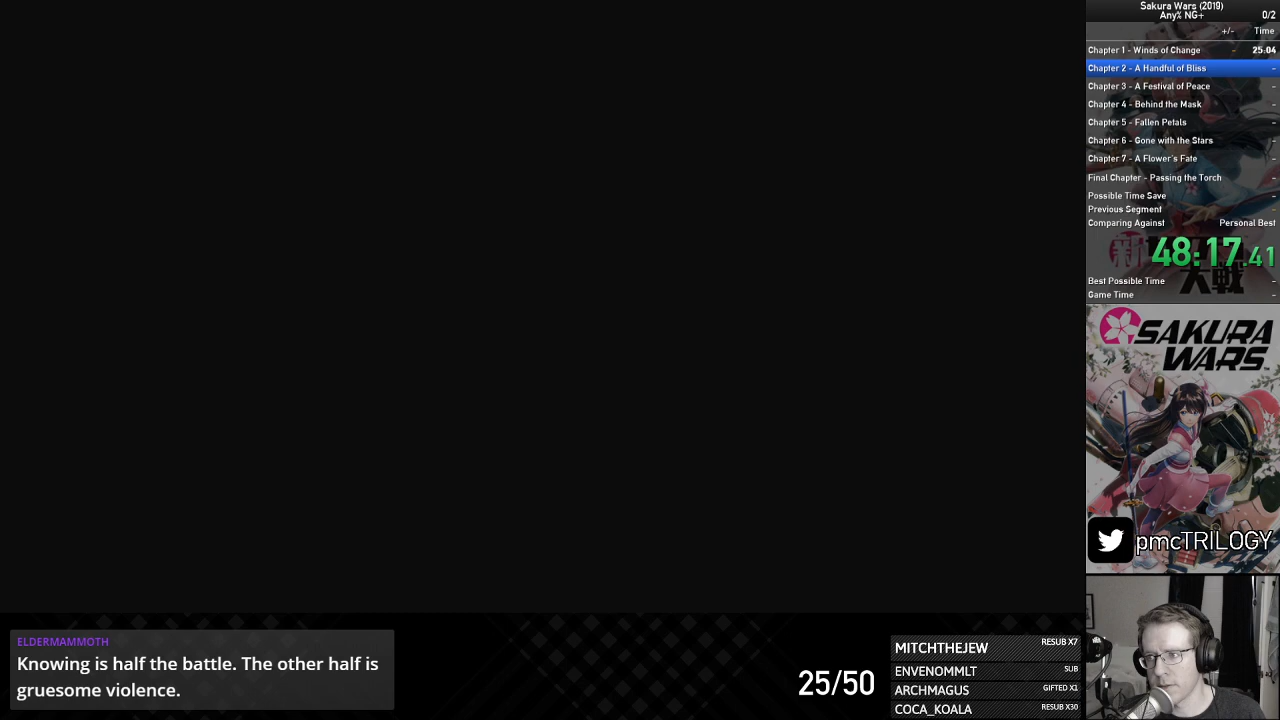 Sakura Wars (2019)
Any% NG+ 0/2
+/- Time
Chapter 1 - Winds of Change - 25.04
Chapter 2 - A Handful of Bliss -
Chapter 3 - A Festival of Peace -
Chapter 4 - Behind the Mask -
Chapter 5 - Fallen Petals -
Chapter 6 - Gone with the Stars -
Chapter 7 - A Flower's Fate -
Final Chapter - Passing the Torch -
Possible Time Save -
Previous Segment
Comparing Against Personal Best
48:17.41
新
大戦
Best Possible Time -
Game Time -
SAKURA
WARS
pmcTRILOGY
ELDERMAMMOTH
Knowing is half the battle. The other half is
gruesome violence.
25/50
MITCHTHEJEW RESUB X7
ENVENOMMLT SUB
ARCHMAGUS GIFTED X1
COCA_KOALA RESUB X30